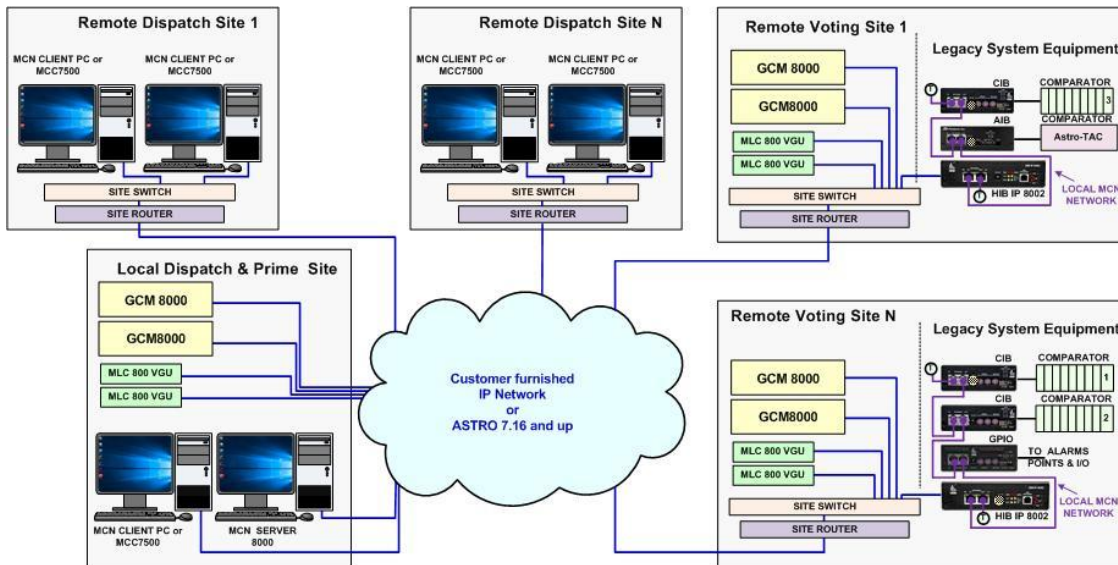 Remote Dispatch Site 1
MCN CLIENT PC or
MCC7500
MCN CLIENT PC or
MCC7500
SITE SWITCH
SITE ROUTER
Remote Dispatch Site N
MCN CLIENT PC or
MCC7500
MCN CLIENT PC or
MCC7500
SITE SWITCH
SITE ROUTER
Remote Voting Site 1
GCM 8000
GCM8000
MLC 800 VGU
MLC 800 VGU
SITE SWITCH
SITE ROUTER
Legacy System Equipment
CIB
COMPARATOR
3
AIB
COMPARATOR
Astro-TAC
HIB IP 8002
LOCAL MCN
NETWORK
Local Dispatch & Prime Site
GCM 8000
GCM8000
MLC 800 VGU
MLC 800 VGU
MCN CLIENT PC or
MCC7500
MCN SERVER
8000
Customer furnished
IP Network
or
ASTRO 7.16 and up
Remote Voting Site N
GCM 8000
GCM8000
MLC 800 VGU
MLC 800 VGU
SITE SWITCH
SITE ROUTER
Legacy System Equipment
CIB
COMPARATOR
1
CIB
COMPARATOR
2
GPIO
TO ALARMS
POINTS & I/O
HIB IP 8002
LOCAL MCN
NETWORK